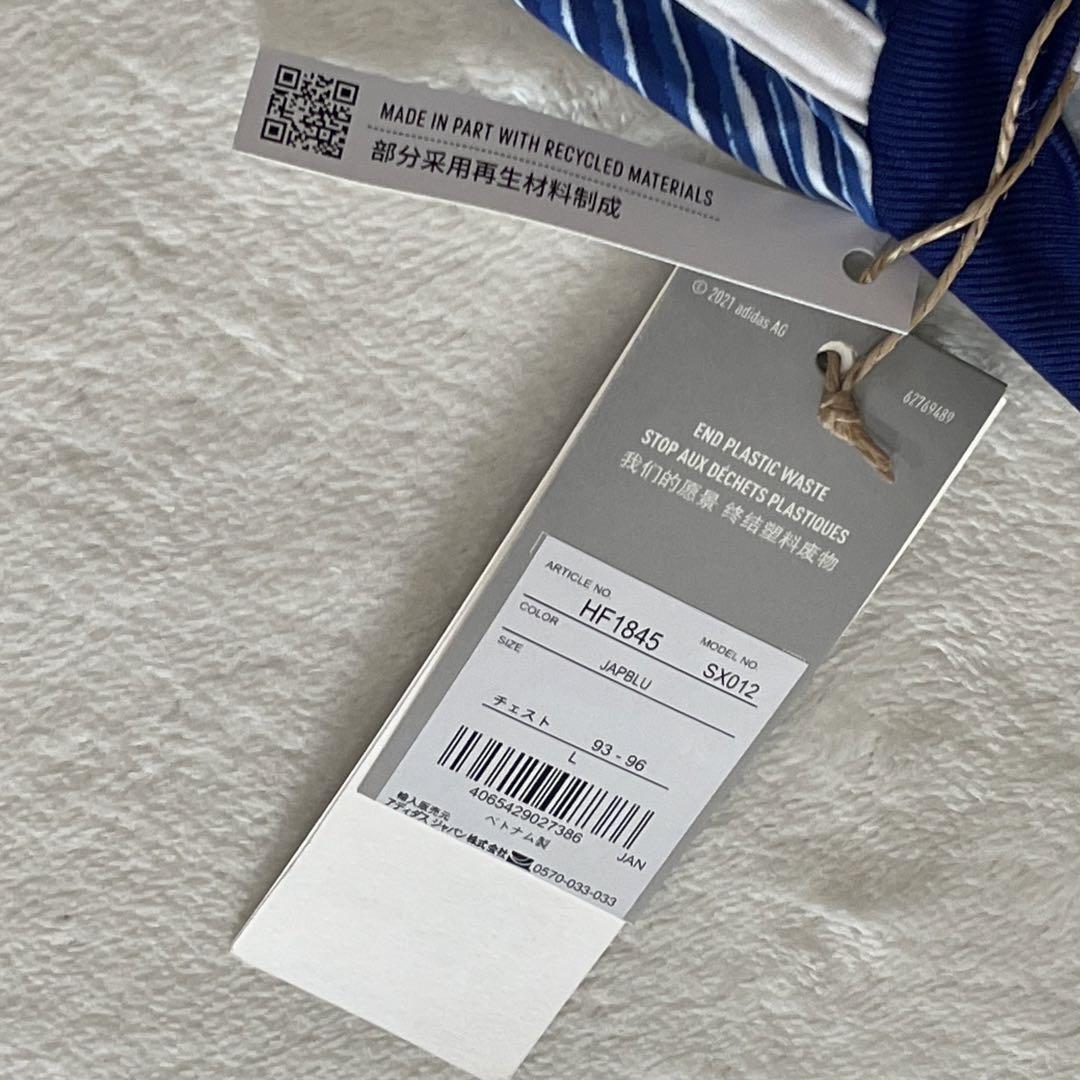 MADE IN PART WITH RECYCLED MATERIALS
部分采用再生材料制成
© 2021 adidas AG
62769489
END PLASTIC WASTE
STOP AUX DÉCHETS PLASTIQUES
我们的愿景 终结塑料废物
ARTICLE NO.
MODEL NO.
HF1845
SX012
COLOR
JAPBLU
SIZE
チェスト
93 - 96
L
4065429027386
JAN
ベトナム製
輸入販売元
アディダス ジャパン株式会社
0570-033-033